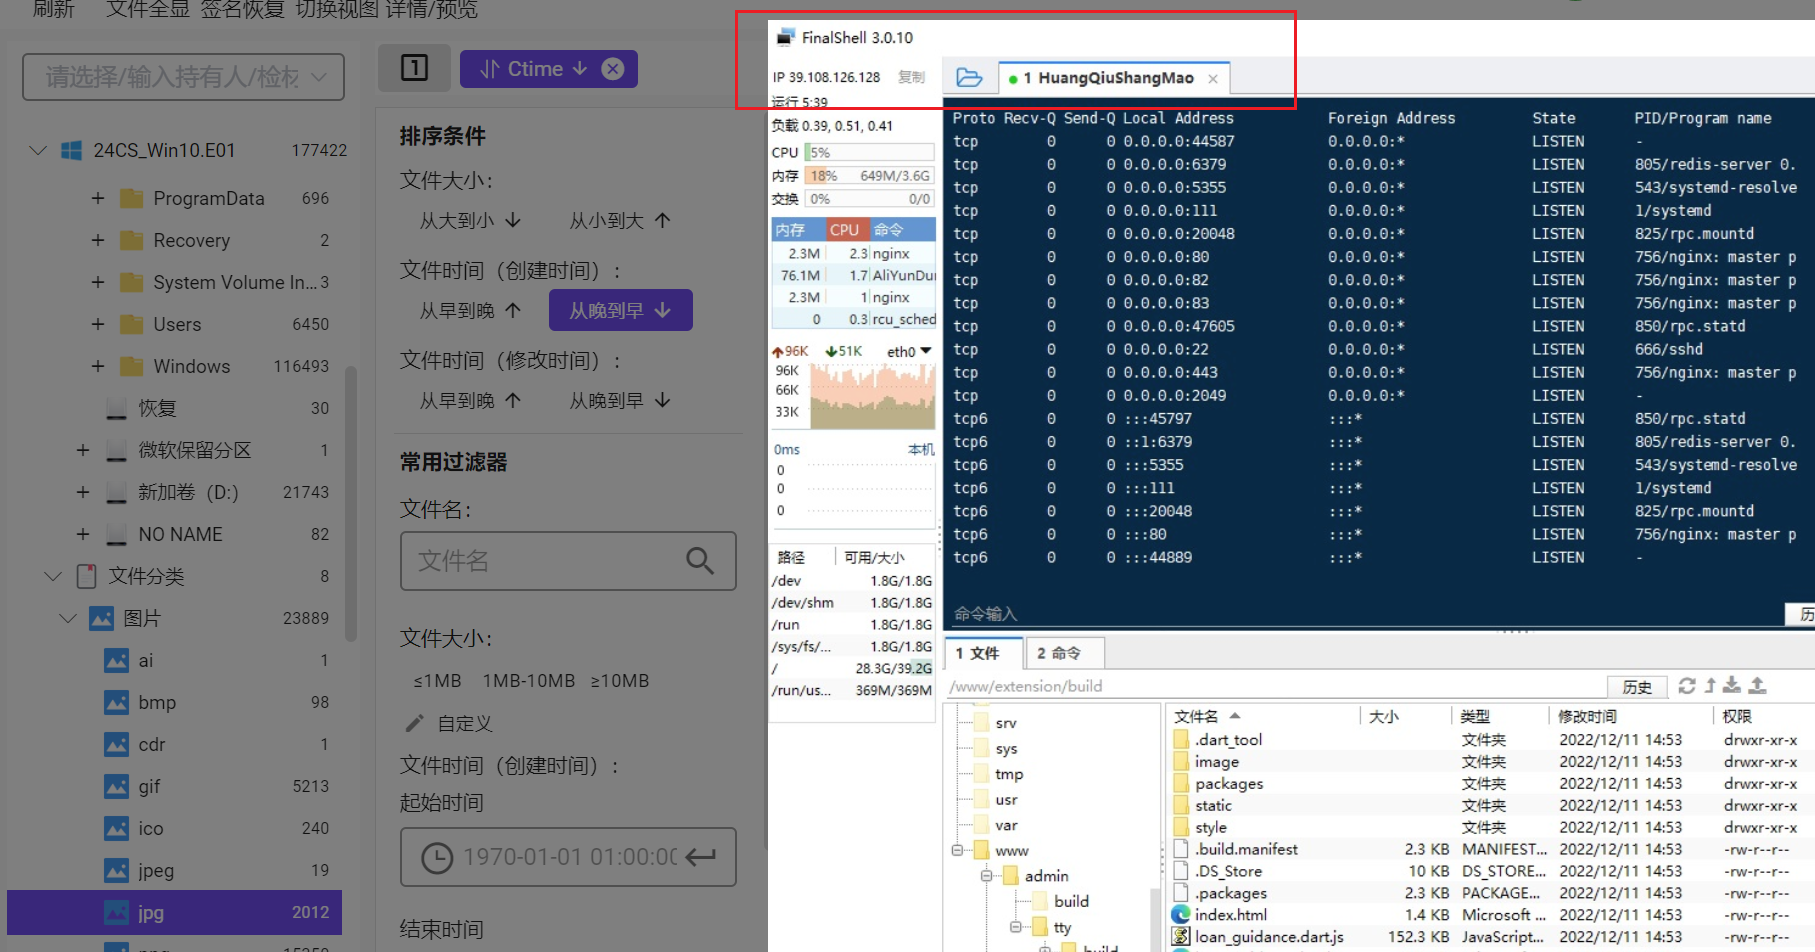 刷新 文件全显 签名恢复 切换视图 详情/预览
请选择/输入持有人/检材
24CS_Win10.E01 177422
ProgramData 696
Recovery 2
System Volume In... 3
Users 6450
Windows 116493
恢复 30
微软保留分区 1
新加卷 (D:) 21743
NO NAME 82
文件分类 8
图片 23889
ai 1
bmp 98
cdr 1
gif 5213
ico 240
jpeg 19
jpg 2012
1
Ctime
排序条件
文件大小:
从大到小 从小到大
文件时间（创建时间）:
从早到晚 从晚到早
文件时间（修改时间）:
从早到晚 从晚到早
常用过滤器
文件名:
文件名
文件大小:
≤1MB 1MB-10MB ≥10MB
自定义
文件时间（创建时间）:
起始时间
1970-01-01 01:00:00
结束时间
FinalShell 3.0.10
IP 39.108.126.128 复制
运行 5:39
负载 0.39, 0.51, 0.41
CPU 5%
内存 18% 649M/3.6G
交换 0% 0/0
内存 CPU 命令
2.3M 2.3 nginx
76.1M 1.7 AliYunDu
2.3M 1 nginx
0 0.3 rcu_sched
96K 51K eth0
96K
66K
33K
0ms 本机
0
0
0
路径 可用/大小
/dev 1.8G/1.8G
/dev/shm 1.8G/1.8G
/run 1.8G/1.8G
/sys/fs/... 1.8G/1.8G
/ 28.3G/39.2G
/run/us... 369M/369M
1 HuangQiuShangMao
Proto Recv-Q Send-Q Local Address Foreign Address State PID/Program name
tcp 0 0 0.0.0.0:44587 0.0.0.0:* LISTEN -
tcp 0 0 0.0.0.0:6379 0.0.0.0:* LISTEN 805/redis-server 0.
tcp 0 0 0.0.0.0:5355 0.0.0.0:* LISTEN 543/systemd-resolve
tcp 0 0 0.0.0.0:111 0.0.0.0:* LISTEN 1/systemd
tcp 0 0 0.0.0.0:20048 0.0.0.0:* LISTEN 825/rpc.mountd
tcp 0 0 0.0.0.0:80 0.0.0.0:* LISTEN 756/nginx: master p
tcp 0 0 0.0.0.0:82 0.0.0.0:* LISTEN 756/nginx: master p
tcp 0 0 0.0.0.0:83 0.0.0.0:* LISTEN 756/nginx: master p
tcp 0 0 0.0.0.0:47605 0.0.0.0:* LISTEN 850/rpc.statd
tcp 0 0 0.0.0.0:22 0.0.0.0:* LISTEN 666/sshd
tcp 0 0 0.0.0.0:443 0.0.0.0:* LISTEN 756/nginx: master p
tcp 0 0 0.0.0.0:2049 0.0.0.0:* LISTEN -
tcp6 0 0 :::45797 :::* LISTEN 850/rpc.statd
tcp6 0 0 ::1:6379 :::* LISTEN 805/redis-server 0.
tcp6 0 0 :::5355 :::* LISTEN 543/systemd-resolve
tcp6 0 0 :::111 :::* LISTEN 1/systemd
tcp6 0 0 :::20048 :::* LISTEN 825/rpc.mountd
tcp6 0 0 :::80 :::* LISTEN 756/nginx: master p
tcp6 0 0 :::44889 :::* LISTEN -
命令输入 历
1 文件 2 命令
/www/extension/build 历史
srv
sys
tmp
usr
var
www
admin
build
tty
文件名 大小 类型 修改时间 权限
.dart_tool 文件夹 2022/12/11 14:53 drwxr-xr-x
image 文件夹 2022/12/11 14:53 drwxr-xr-x
packages 文件夹 2022/12/11 14:53 drwxr-xr-x
static 文件夹 2022/12/11 14:53 drwxr-xr-x
style 文件夹 2022/12/11 14:53 drwxr-xr-x
.build.manifest 2.3 KB MANIFEST... 2022/12/11 14:53 -rw-r--r--
.DS_Store 10 KB DS_STORE... 2022/12/11 14:53 -rw-r--r--
.packages 2.3 KB PACKAGE... 2022/12/11 14:53 -rw-r--r--
index.html 1.4 KB Microsoft ... 2022/12/11 14:53 -rw-r--r--
loan_guidance.dart.js 152.3 KB JavaScript... 2022/12/11 14:53 -rw-r--r--